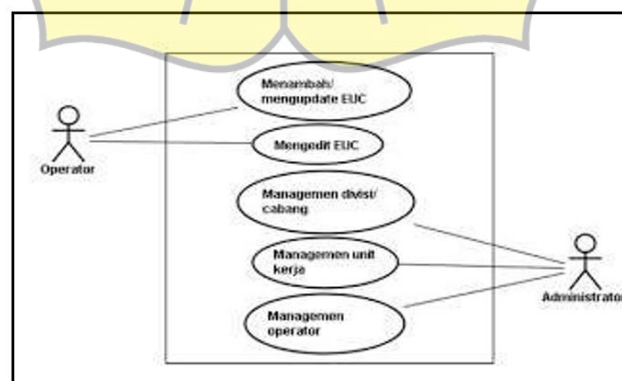 Menambah/
mengupdate EUC
Mengedit EUC
Operator
Managemen divisi/
cabang
Managemen unit
kerja
Administrator
Managemen
operator